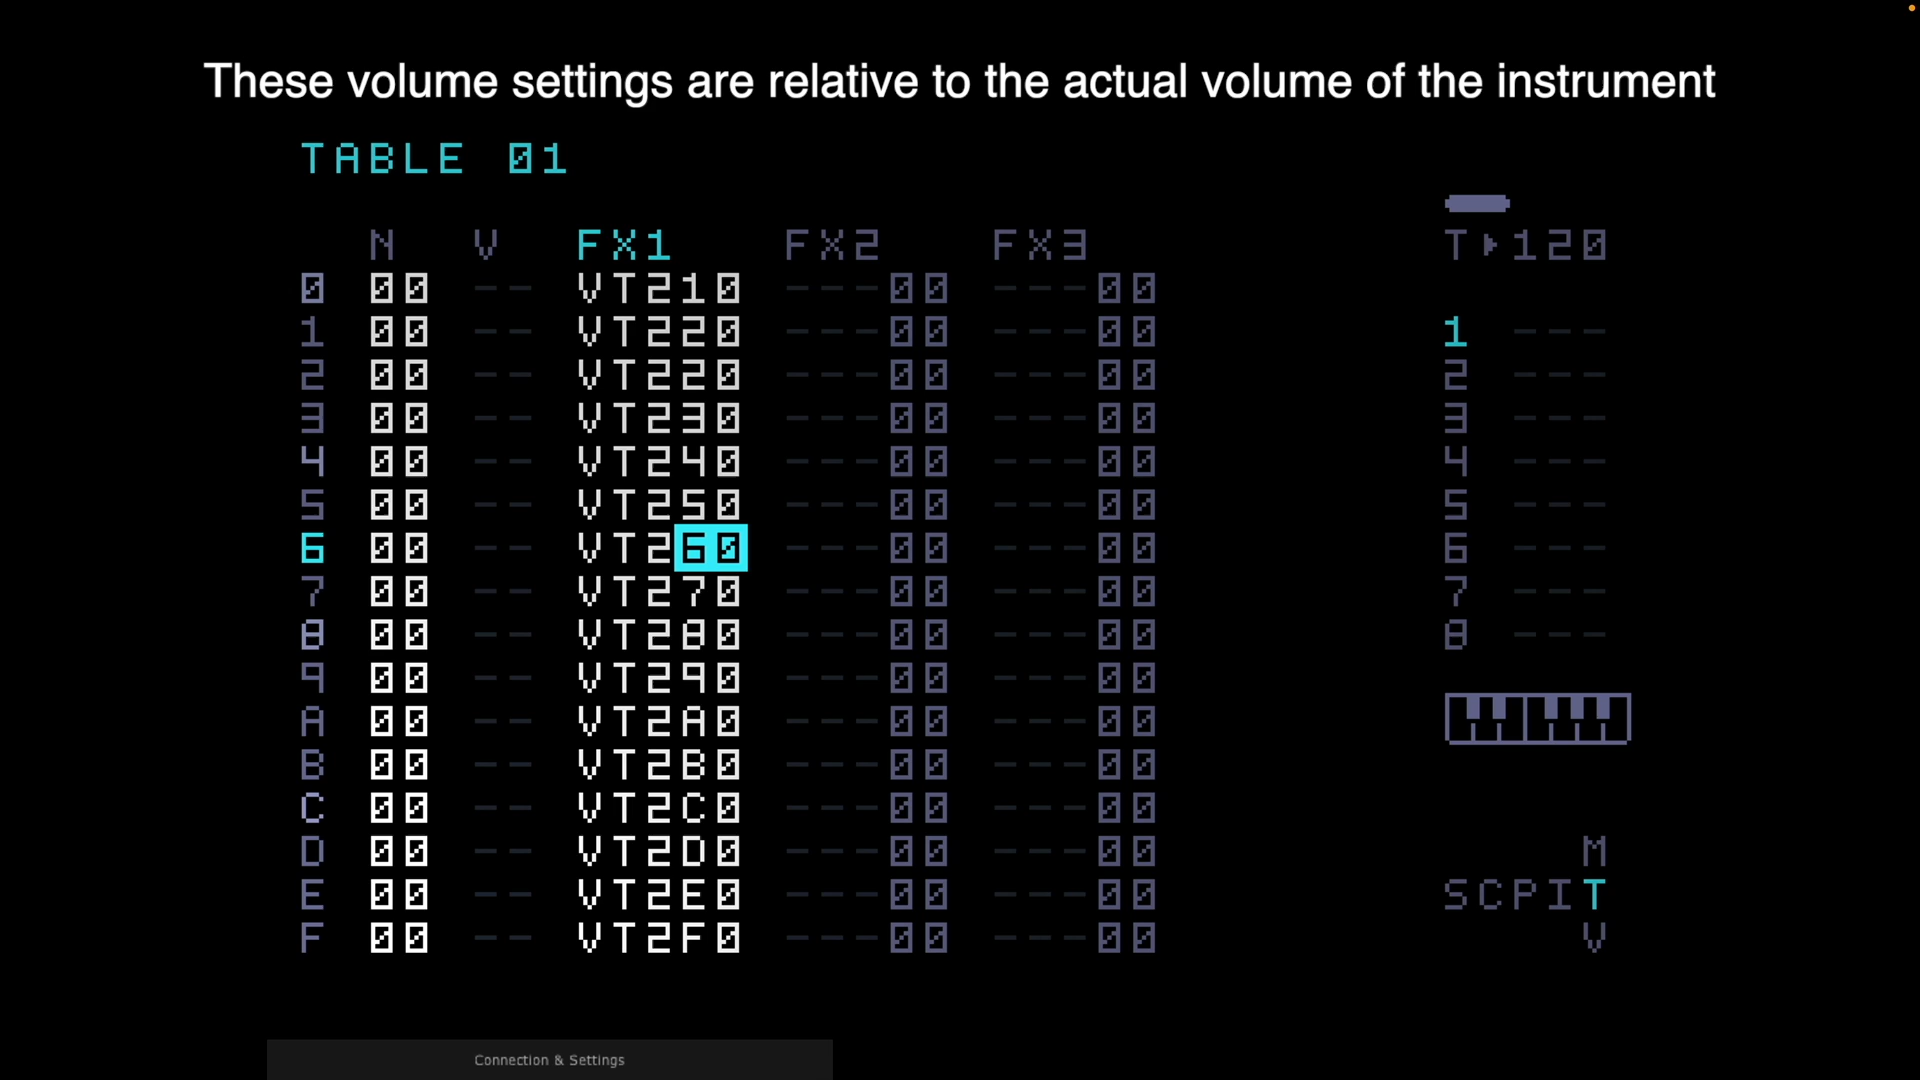 These volume settings are relative to the actual volume of the instrument
TABLE 01
N V FX1 FX2 FX3 T▸120
0 00 -- VT210 ---00 ---00
1 00 -- VT220 ---00 ---00 1 ---
2 00 -- VT220 ---00 ---00 2 ---
3 00 -- VT230 ---00 ---00 3 ---
4 00 -- VT240 ---00 ---00 4 ---
5 00 -- VT250 ---00 ---00 5 ---
6 00 -- VT260 ---00 ---00 6 ---
7 00 -- VT270 ---00 ---00 7 ---
8 00 -- VT280 ---00 ---00 8 ---
9 00 -- VT290 ---00 ---00
A 00 -- VT2A0 ---00 ---00
B 00 -- VT2B0 ---00 ---00
C 00 -- VT2C0 ---00 ---00
D 00 -- VT2D0 ---00 ---00 M
E 00 -- VT2E0 ---00 ---00 SCPIT
F 00 -- VT2F0 ---00 ---00 V
Connection & Settings